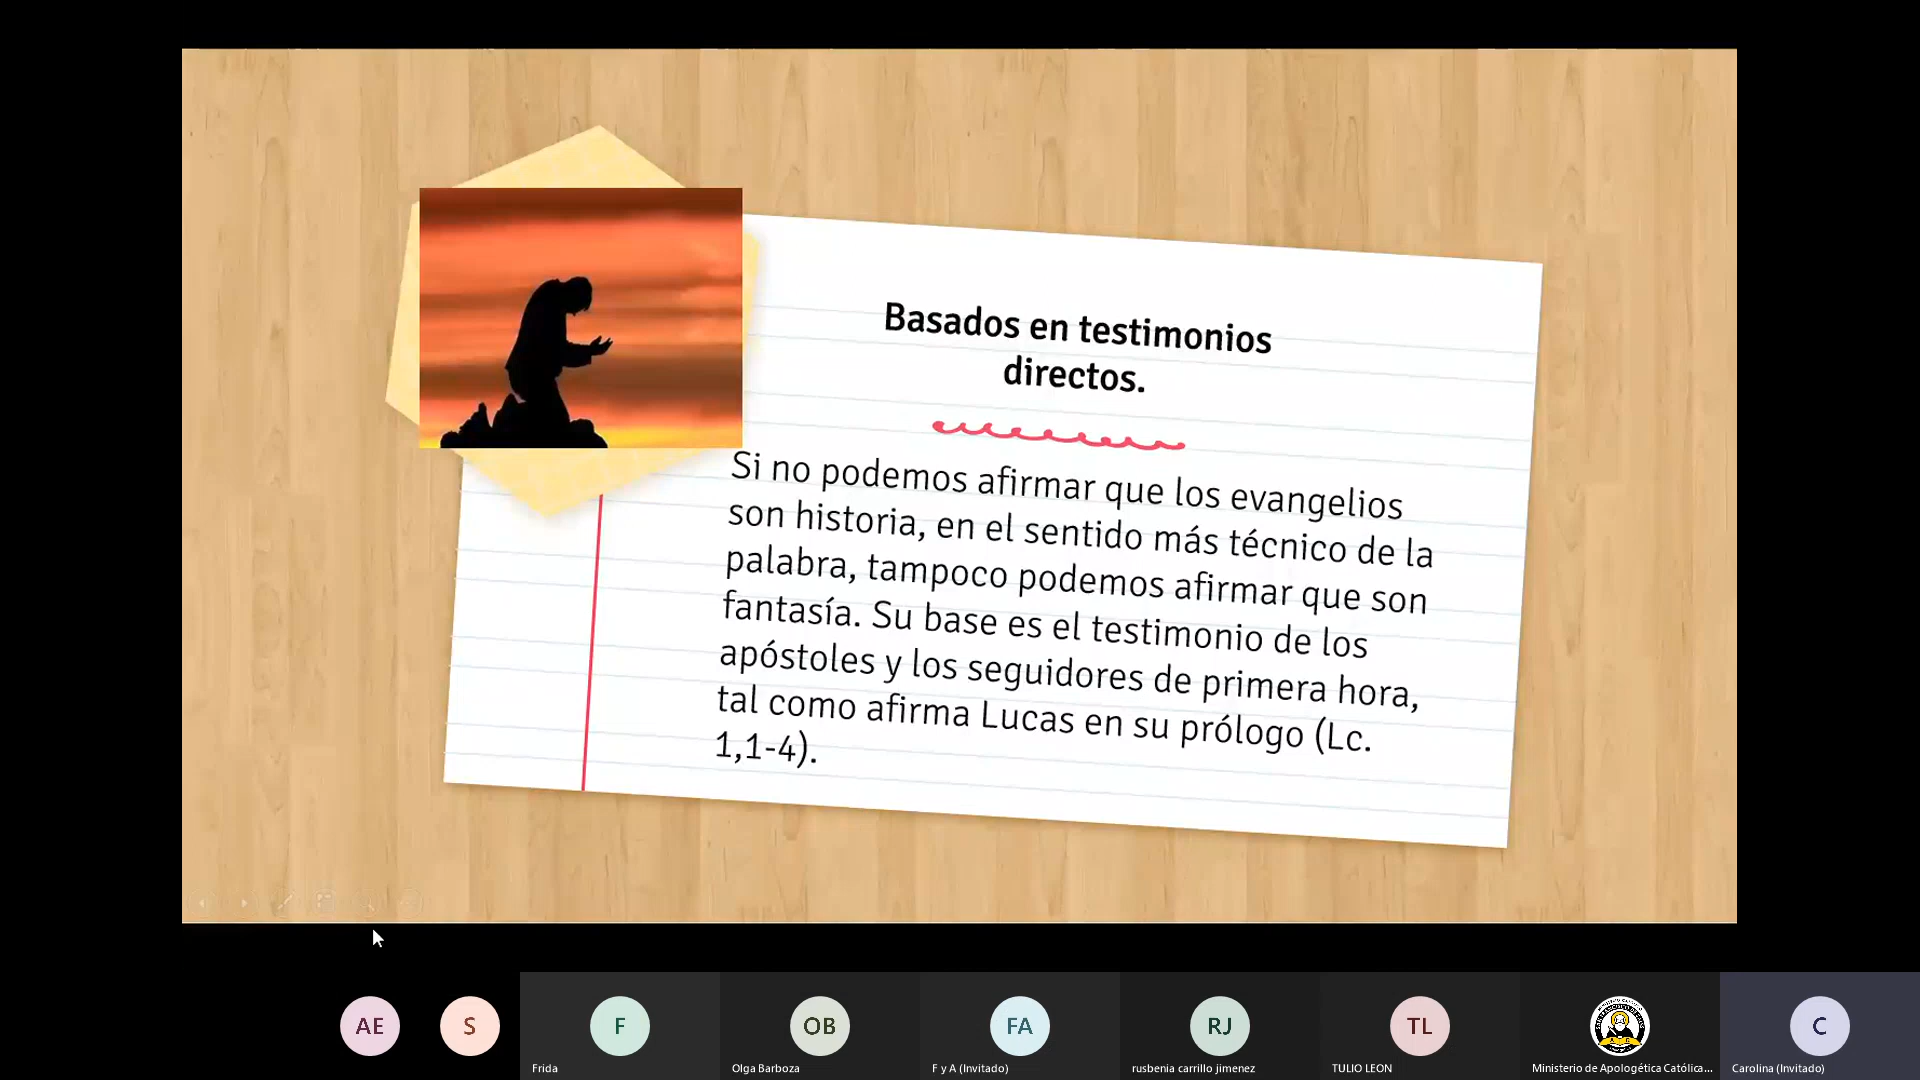 Basados en testimonios
directos.
Si no podemos afirmar que los evangelios
son historia, en el sentido más técnico de la
palabra, tampoco podemos afirmar que son
fantasía. Su base es el testimonio de los
apóstoles y los seguidores de primera hora,
tal como afirma Lucas en su prólogo (Lc.
1,1-4).
AE
S
F
OB
FA
RJ
TL
C
Frida
Olga Barboza
F y A (Invitado)
rusbenia carrillo jimenez
TULIO LEON
Ministerio de Apologética Católica...
Carolina (Invitado)